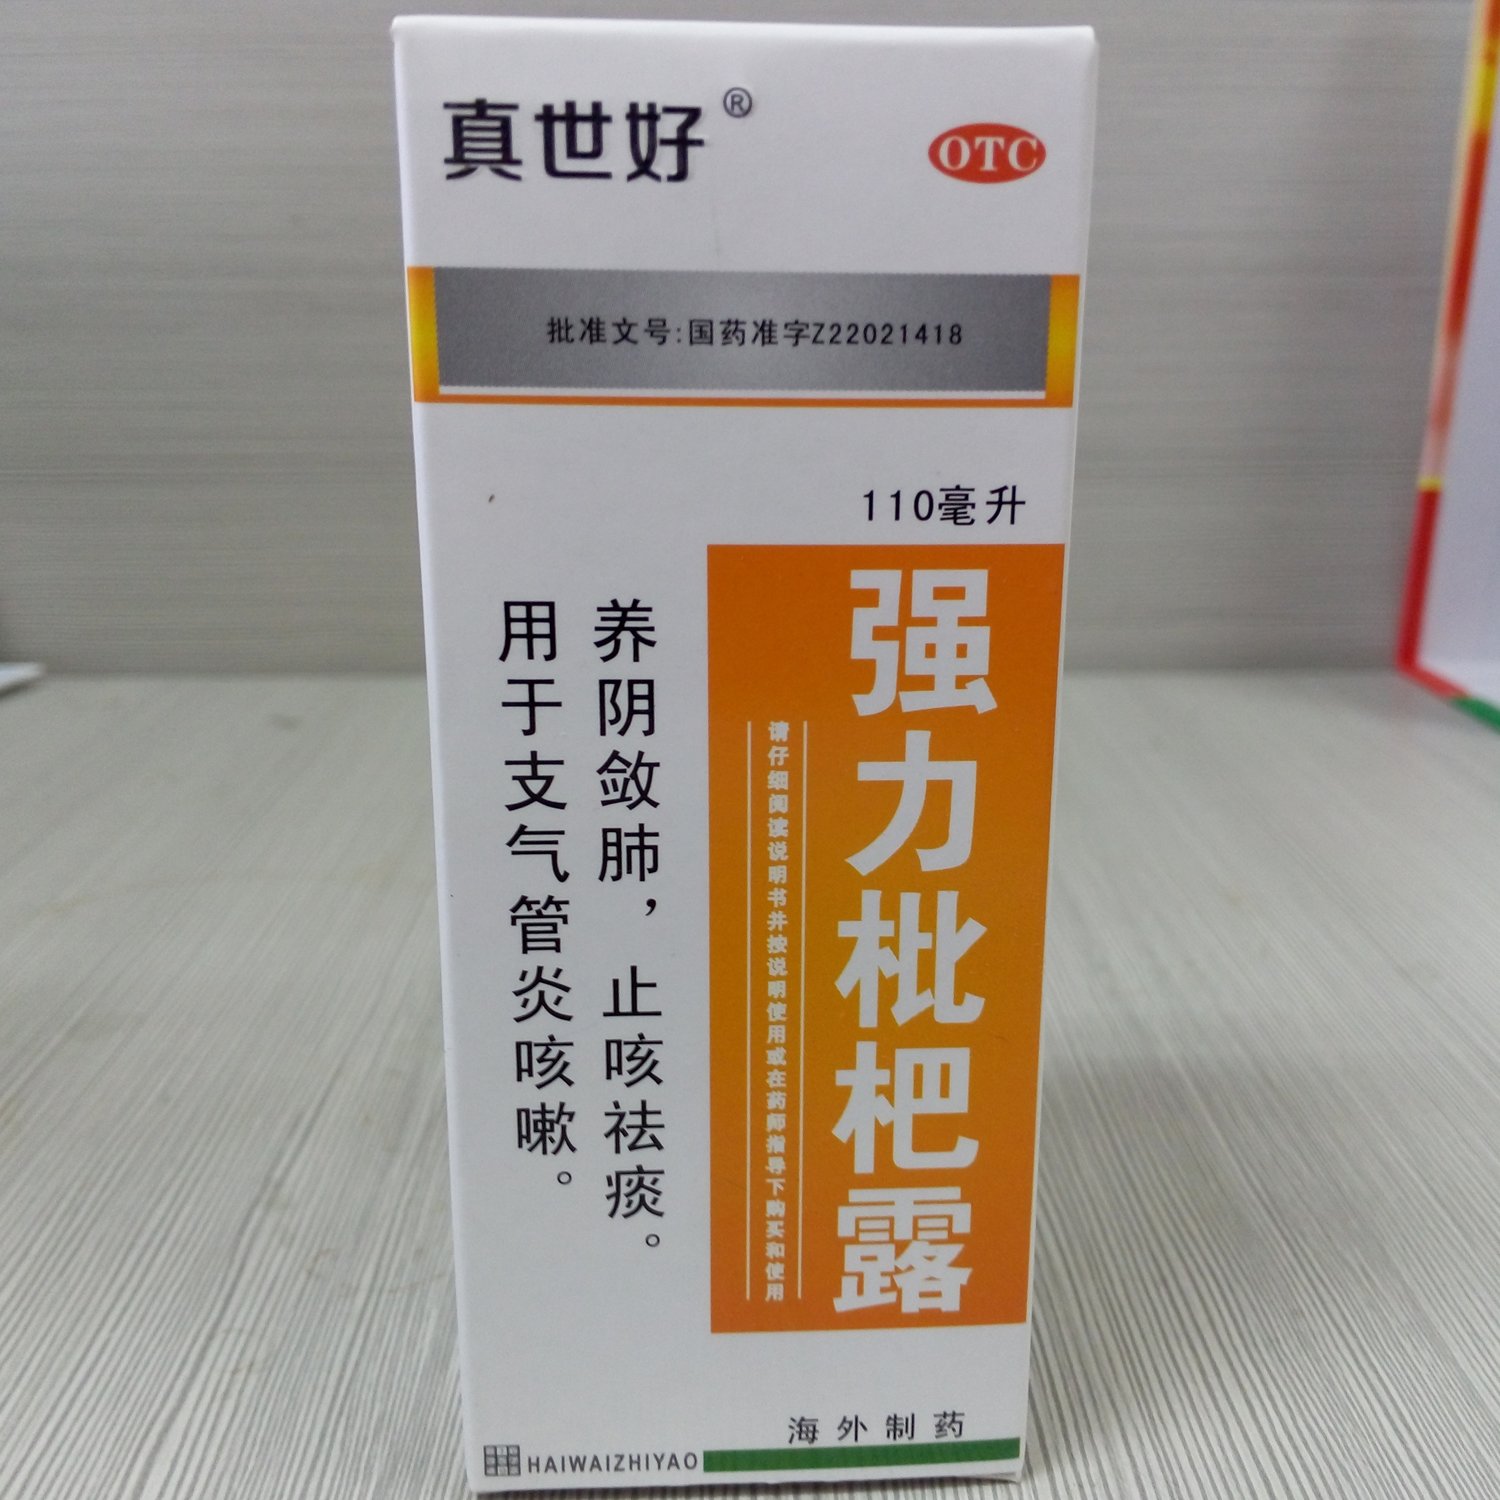 真世好®
OTC
批准文号:国药准字Z22021418
110毫升
强力枇杷露
请仔细阅读说明书并按说明使用或在药师指导下购买和使用
养阴敛肺，止咳祛痰。
用于支气管炎咳嗽。
海外制药
HAIWAIZHIYAO